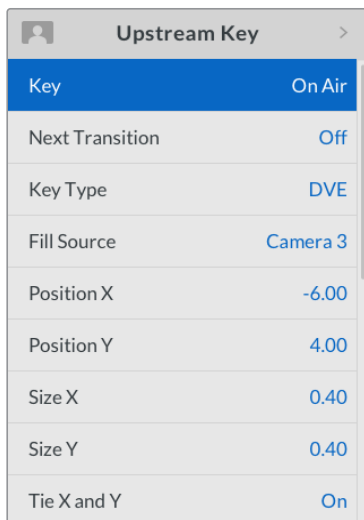 Upstream Key
Key On Air
Next Transition Off
Key Type DVE
Fill Source Camera 3
Position X -6.00
Position Y 4.00
Size X 0.40
Size Y 0.40
Tie X and Y On